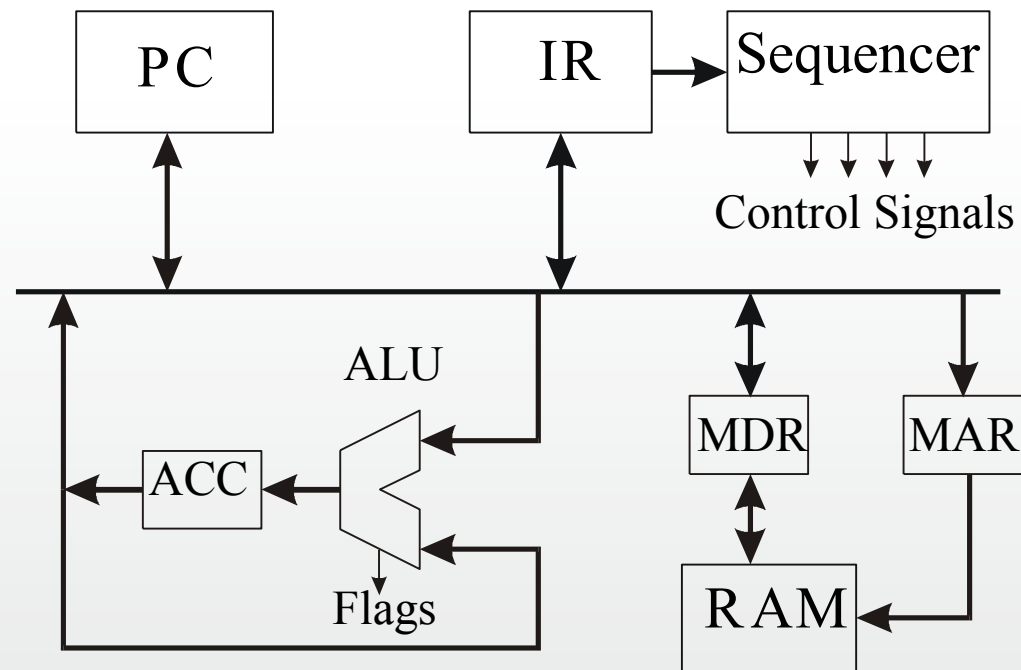 PC
IR
Sequencer
Control Signals
ALU
MDR
MAR
ACC
Flags
RAM